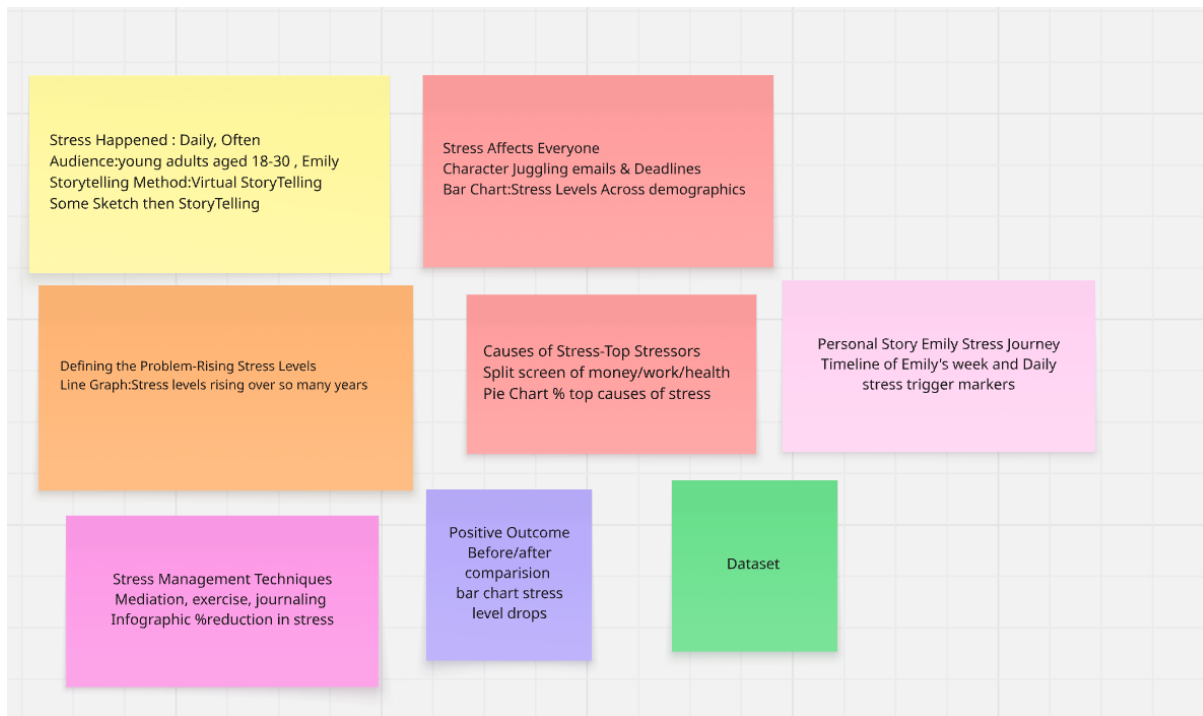 Stress Happened : Daily, Often
Audience:young adults aged 18-30 , Emily
Storytelling Method:Virtual StoryTelling
Some Sketch then StoryTelling
Stress Affects Everyone
Character Juggling emails & Deadlines
Bar Chart:Stress Levels Across demographics
Defining the Problem-Rising Stress Levels
Line Graph:Stress levels rising over so many years
Causes of Stress-Top Stressors
Split screen of money/work/health
Pie Chart % top causes of stress
Personal Story Emily Stress Journey
Timeline of Emily's week and Daily
stress trigger markers
Stress Management Techniques
Mediation, exercise, journaling
Infographic %reduction in stress
Positive Outcome
Before/after
comparision
bar chart stress
level drops
Dataset